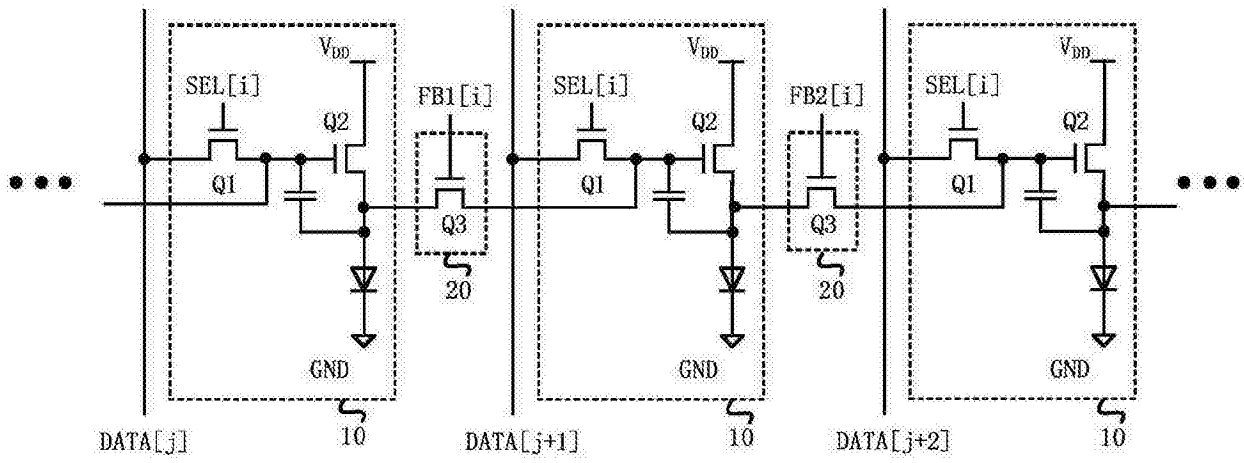 V_DD V_DD V_DD
SEL[i] FB1[i] SEL[i] FB2[i] SEL[i]
Q2 Q2 Q2
Q1 Q3 Q1 Q3 Q1
20 20
GND GND GND
DATA[j] 10 DATA[j+1] 10 DATA[j+2] 10